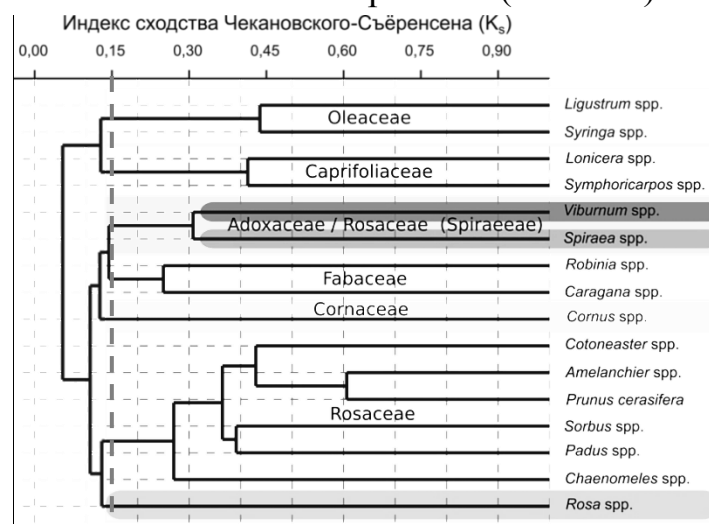 Индекс сходства Чекановского-Съёренсена (Ks)
0,00 0,15 0,30 0,45 0,60 0,75 0,90
Ligustrum spp.
Oleaceae
Syringa spp.
Lonicera spp.
Caprifoliaceae
Symphoricarpos spp.
Viburnum spp.
Adoxaceae / Rosaceae (Spiraeeae)
Spiraea spp.
Robinia spp.
Fabaceae
Caragana spp.
Cornaceae
Cornus spp.
Cotoneaster spp.
Amelanchier spp.
Prunus cerasifera
Rosaceae
Sorbus spp.
Padus spp.
Chaenomeles spp.
Rosa spp.